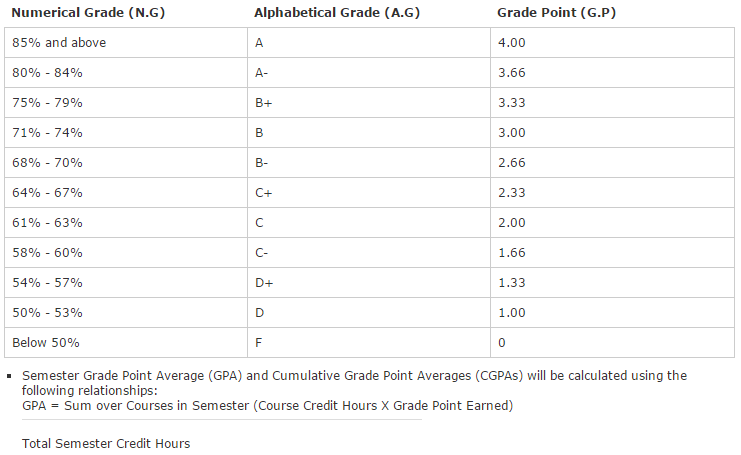 Numerical Grade (N.G) Alphabetical Grade (A.G) Grade Point (G.P)
85% and above A 4.00
80% - 84% A- 3.66
75% - 79% B+ 3.33
71% - 74% B 3.00
68% - 70% B- 2.66
64% - 67% C+ 2.33
61% - 63% C 2.00
58% - 60% C- 1.66
54% - 57% D+ 1.33
50% - 53% D 1.00
Below 50% F 0
▪ Semester Grade Point Average (GPA) and Cumulative Grade Point Averages (CGPAs) will be calculated using the
following relationships:
GPA = Sum over Courses in Semester (Course Credit Hours X Grade Point Earned)
Total Semester Credit Hours